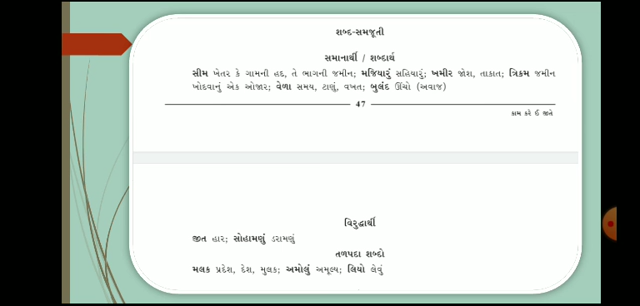 શબ્દ-સમજૂતી
સમાનાર્થી / શબ્દાર્થ
સીમ ખેતર કે ગામની હદ, તે ભાગની જમીન; મજિયારું સહિયારું; ખમીર જોશ, તાકાત; ત્રિકમ જમીન
ખોદવાનું એક ઓજાર; વેળા સમય, ટાણું, વખત; બુલંદ ઊંચો (અવાજ)
47
કામ કરે ઈ જીતે
વિરુદ્ધાર્થી
જીત હાર; સોહામણું ડરામણું
તળપદા શબ્દો
મલક પ્રદેશ, દેશ, મુલક; અમોલું અમૂલ્ય; લિયો લેવું